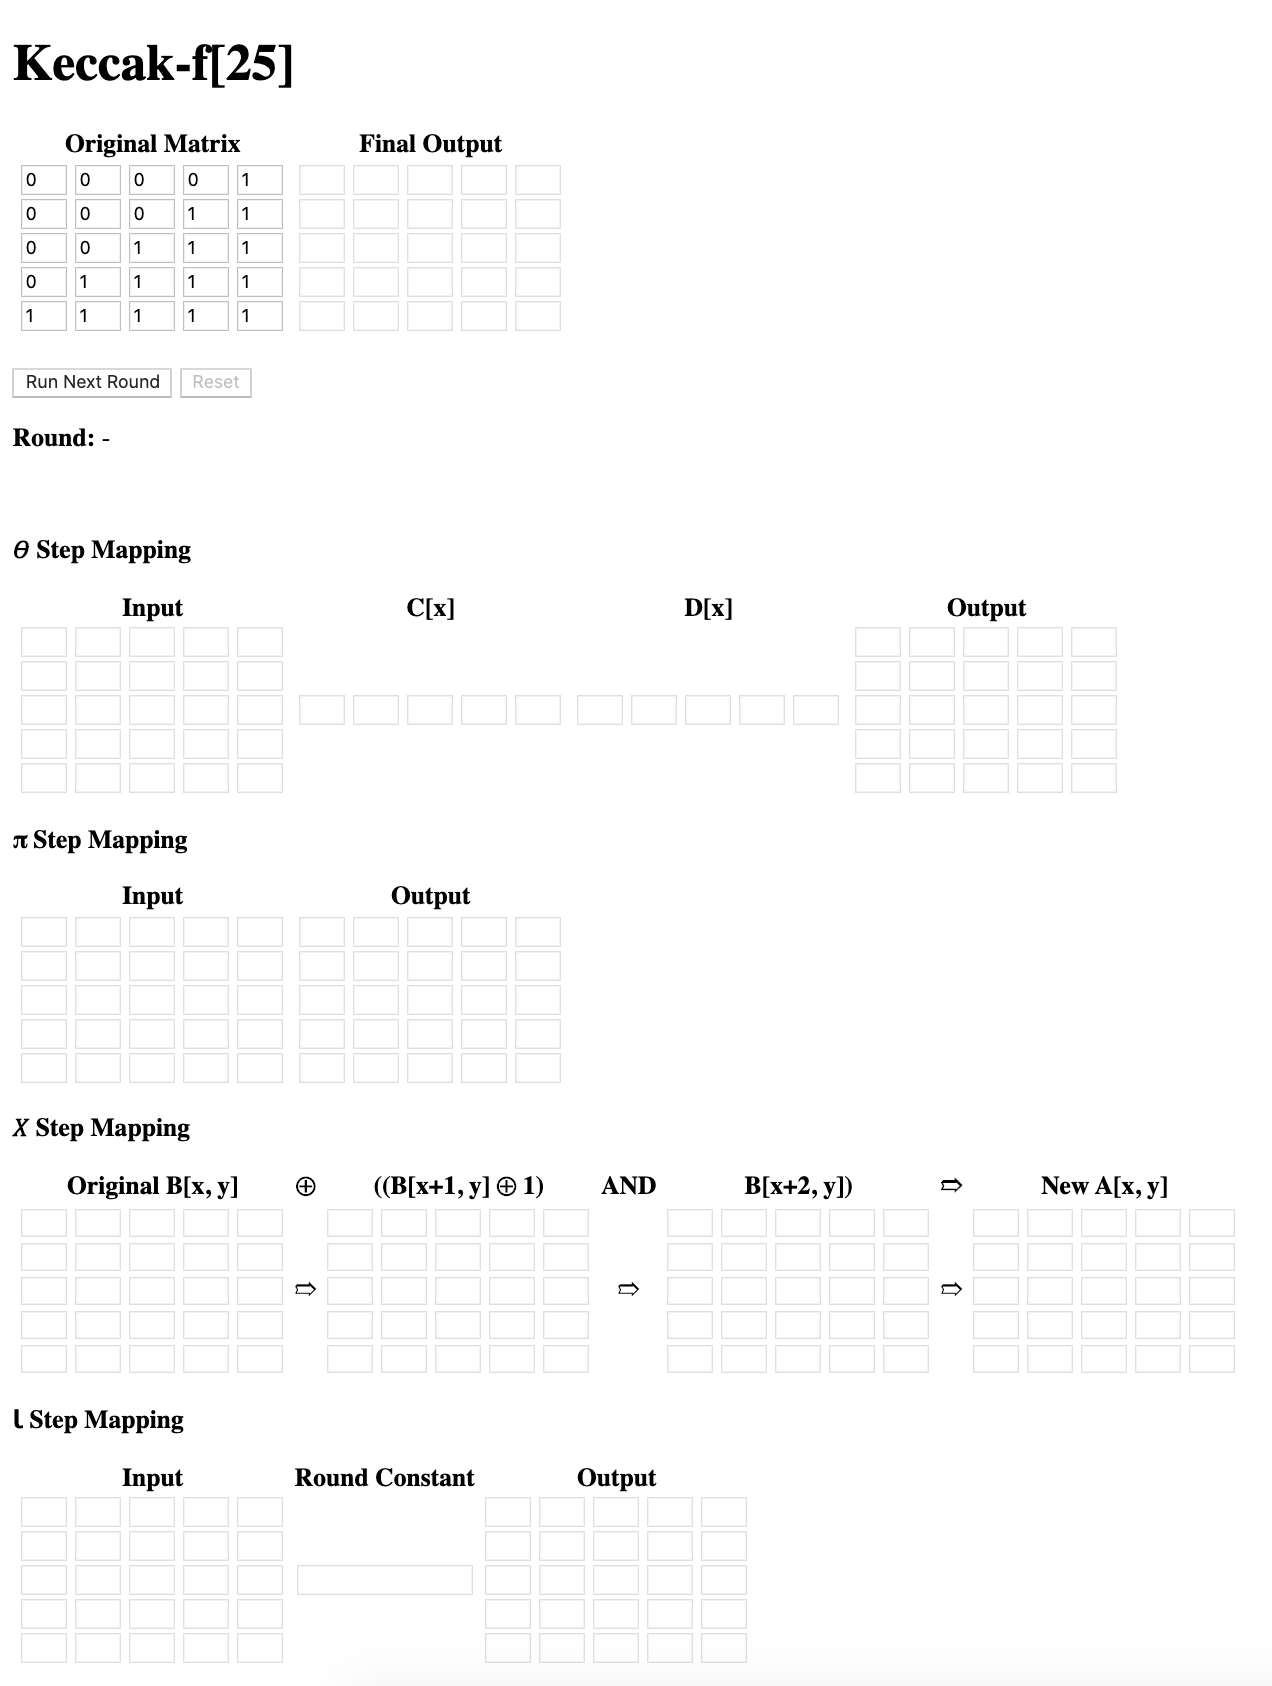 Keccak-f[25]
Original Matrix Final Output
0 0 0 0 1
0 0 0 1 1
0 0 1 1 1
0 1 1 1 1
1 1 1 1 1
Run Next Round Reset
Round: -
θ Step Mapping
Input C[x] D[x] Output
π Step Mapping
Input Output
X Step Mapping
Original B[x, y] ⊕ ((B[x+1, y] ⊕ 1) AND B[x+2, y]) ⇨ New A[x, y]
⇨ ⇨ ⇨
ɩ Step Mapping
Input Round Constant Output